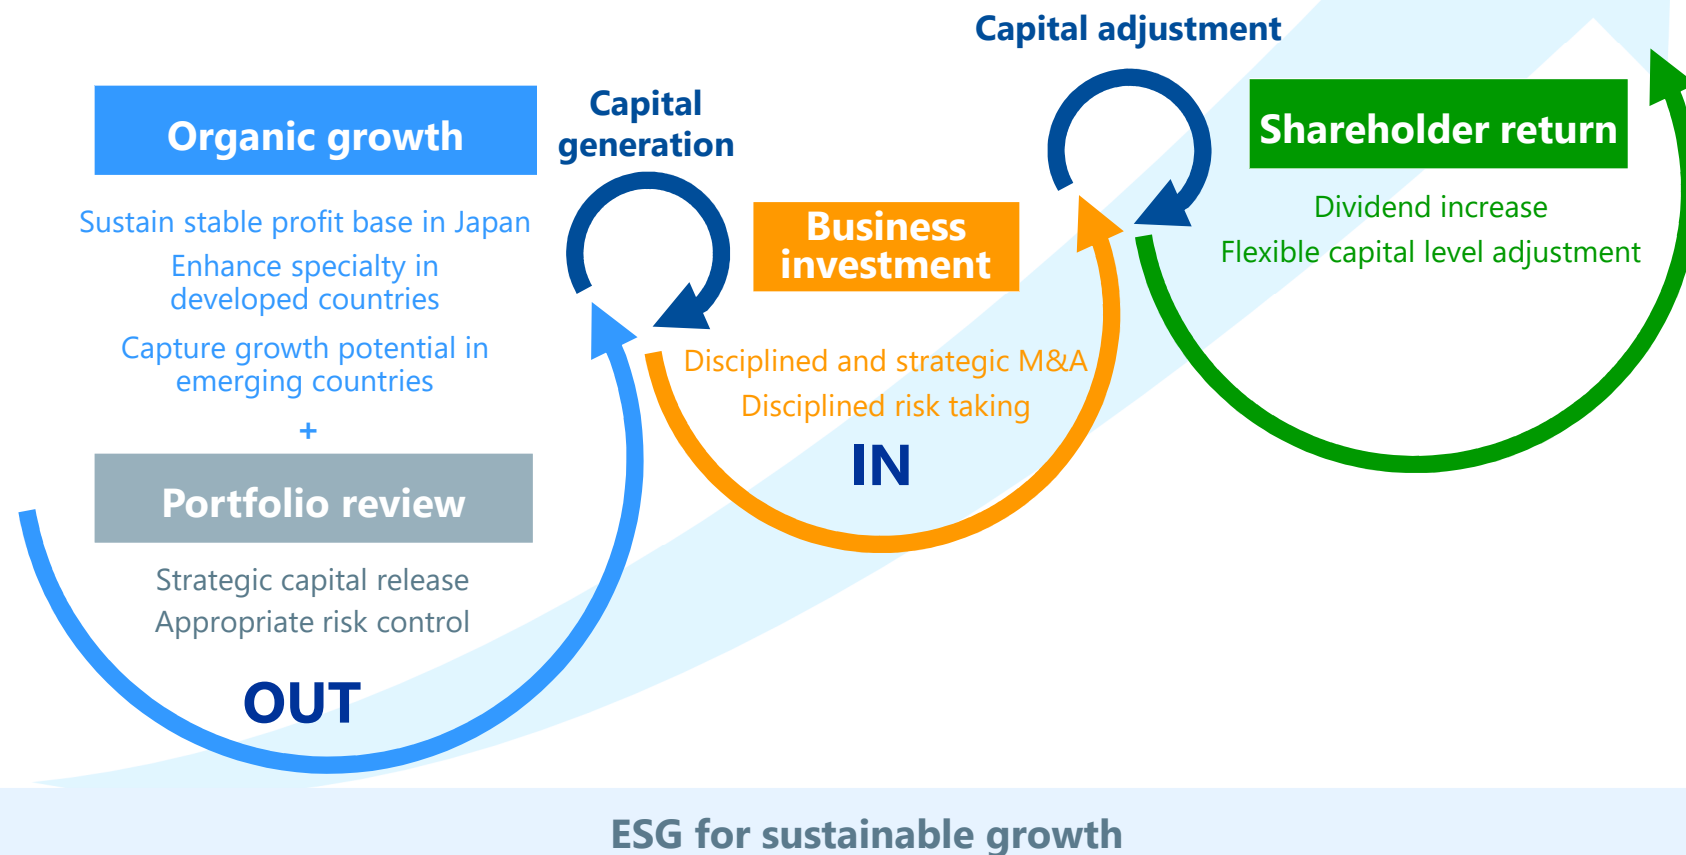 Organic growth
Sustain stable profit base in Japan
Enhance specialty in
developed countries
Capture growth potential in
emerging countries
+
Portfolio review
Strategic capital release
Appropriate risk control
OUT
Capital
generation
Business
investment
Disciplined and strategic M&A
Disciplined risk taking
IN
Capital adjustment
Shareholder return
Dividend increase
Flexible capital level adjustment
ESG for sustainable growth